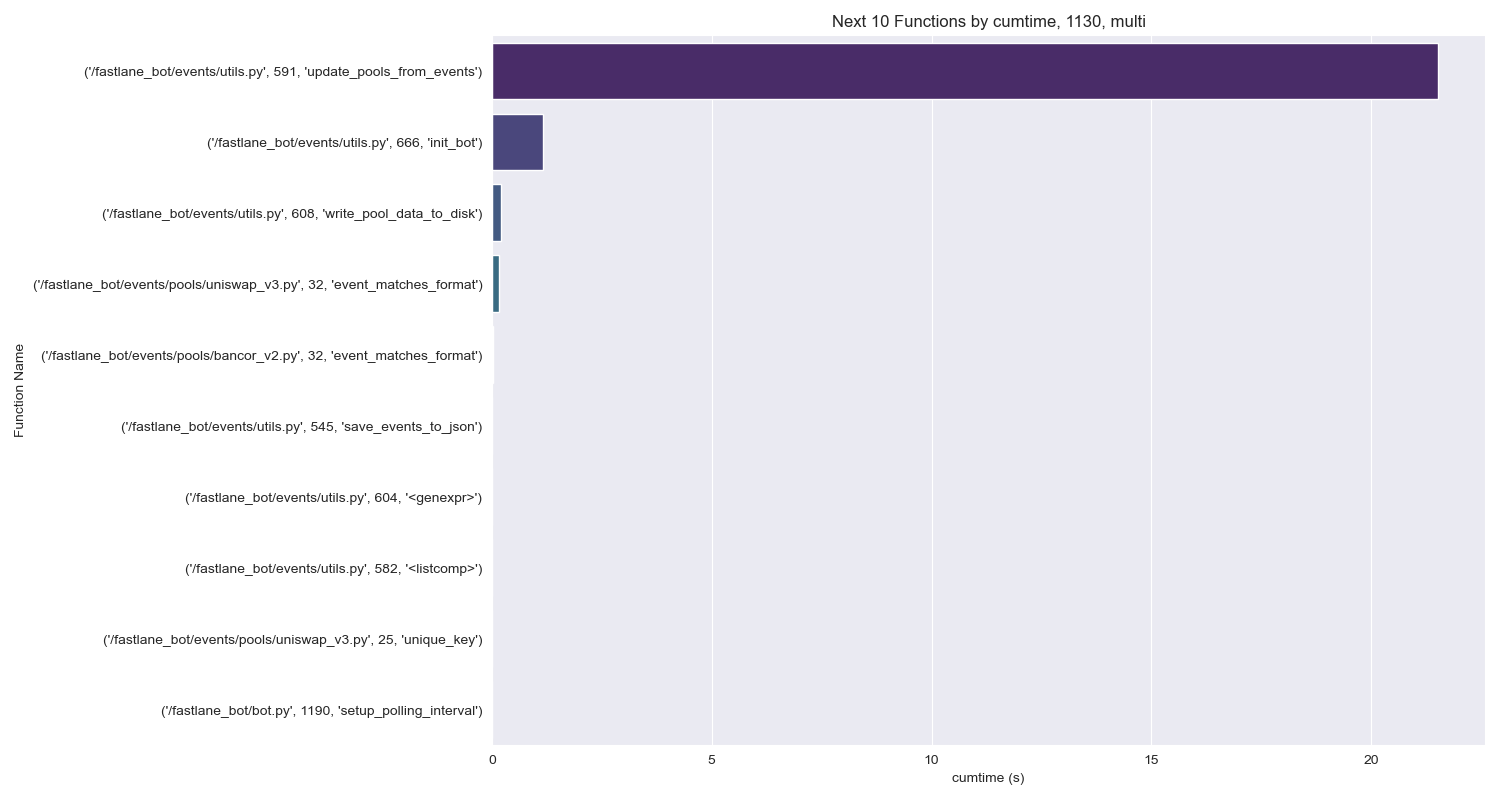 Next 10 Functions by cumtime, 1130, multi
('/fastlane_bot/events/utils.py', 591, 'update_pools_from_events')
('/fastlane_bot/events/utils.py', 666, 'init_bot')
('/fastlane_bot/events/utils.py', 608, 'write_pool_data_to_disk')
('/fastlane_bot/events/pools/uniswap_v3.py', 32, 'event_matches_format')
('/fastlane_bot/events/pools/bancor_v2.py', 32, 'event_matches_format')
('/fastlane_bot/events/utils.py', 545, 'save_events_to_json')
('/fastlane_bot/events/utils.py', 604, '<genexpr>')
('/fastlane_bot/events/utils.py', 582, '<listcomp>')
('/fastlane_bot/events/pools/uniswap_v3.py', 25, 'unique_key')
('/fastlane_bot/bot.py', 1190, 'setup_polling_interval')
Function Name
0 5 10 15 20
cumtime (s)